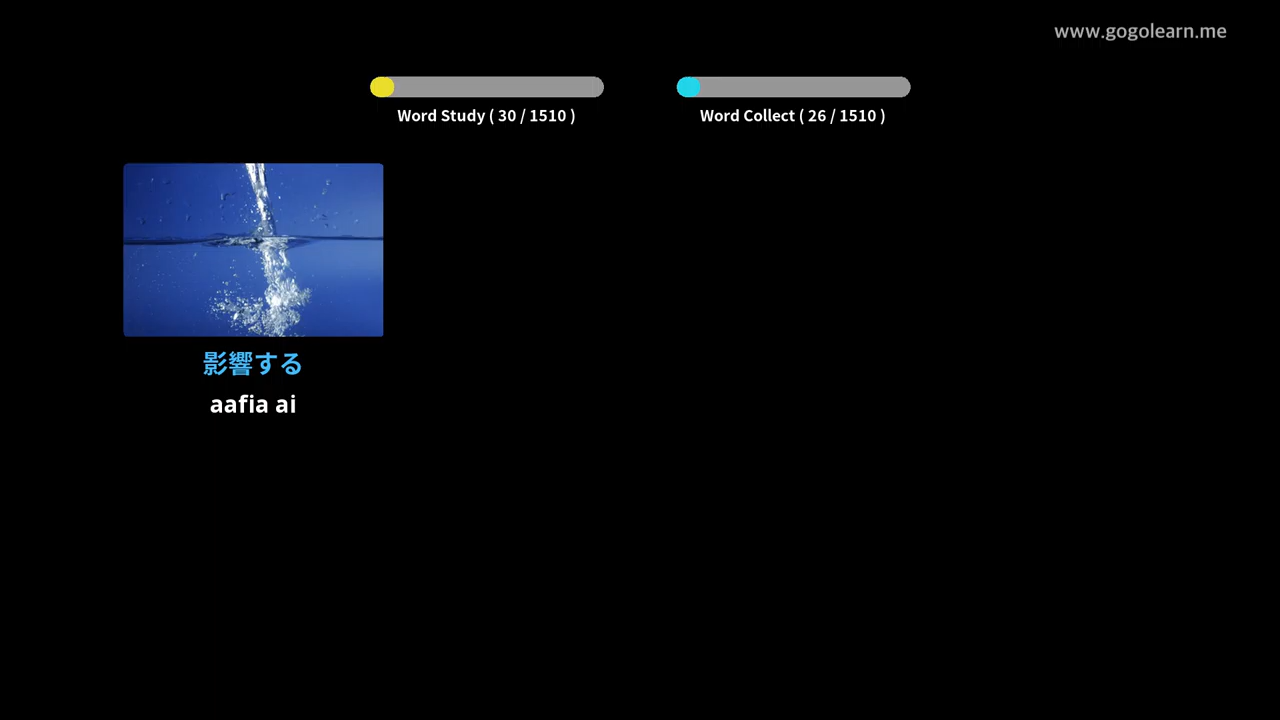 www.gogolearn.me
Word Study ( 30 / 1510 )
Word Collect ( 26 / 1510 )
影響する
aafia ai